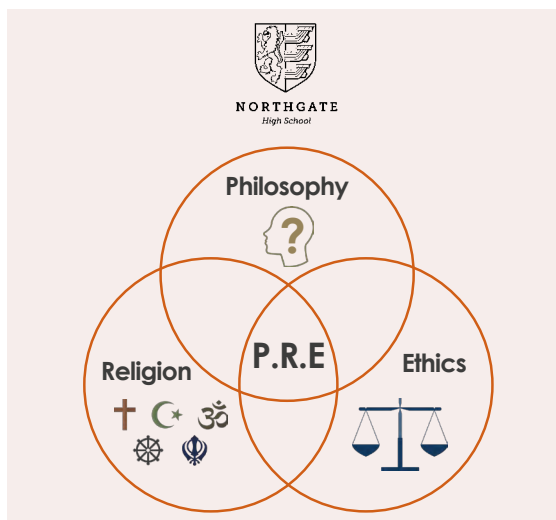 NORTHGATE
High School
Philosophy
?
P.R.E
Religion
Ethics